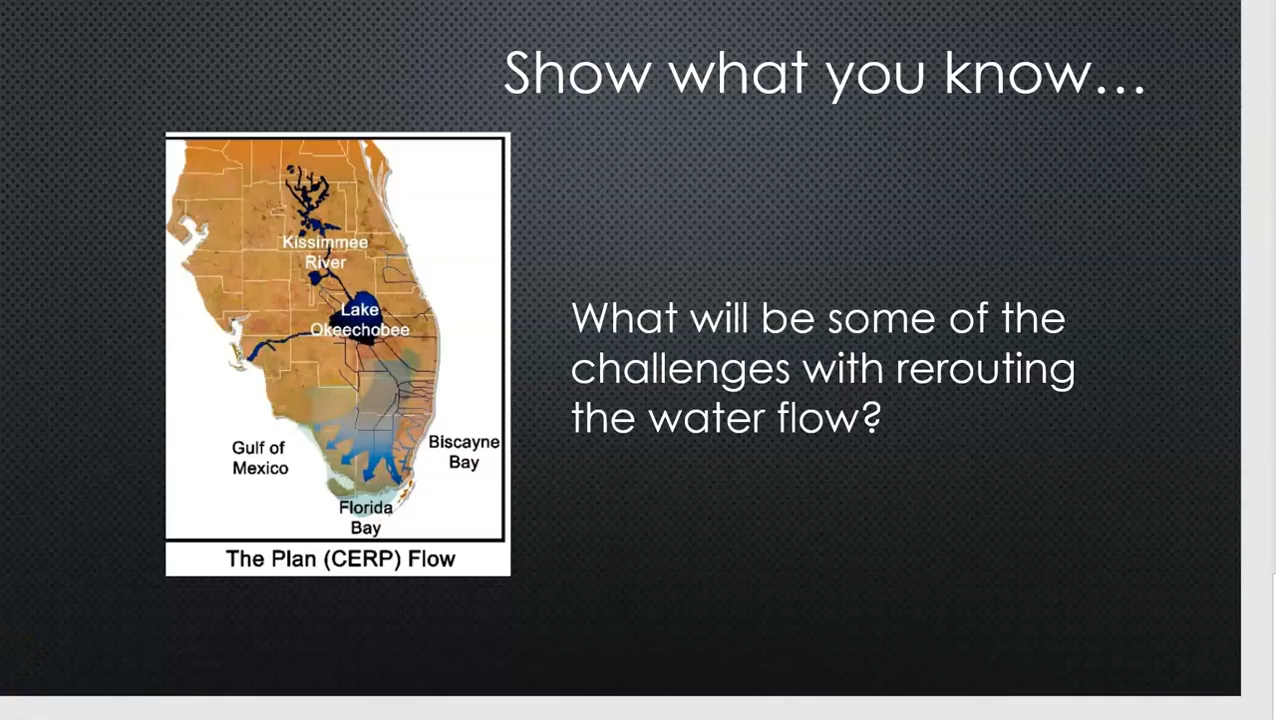 Show what you know…
Kissimmee
River
Lake
Okeechobee
Gulf of
Mexico
Biscayne
Bay
Florida
Bay
The Plan (CERP) Flow
What will be some of the
challenges with rerouting
the water flow?